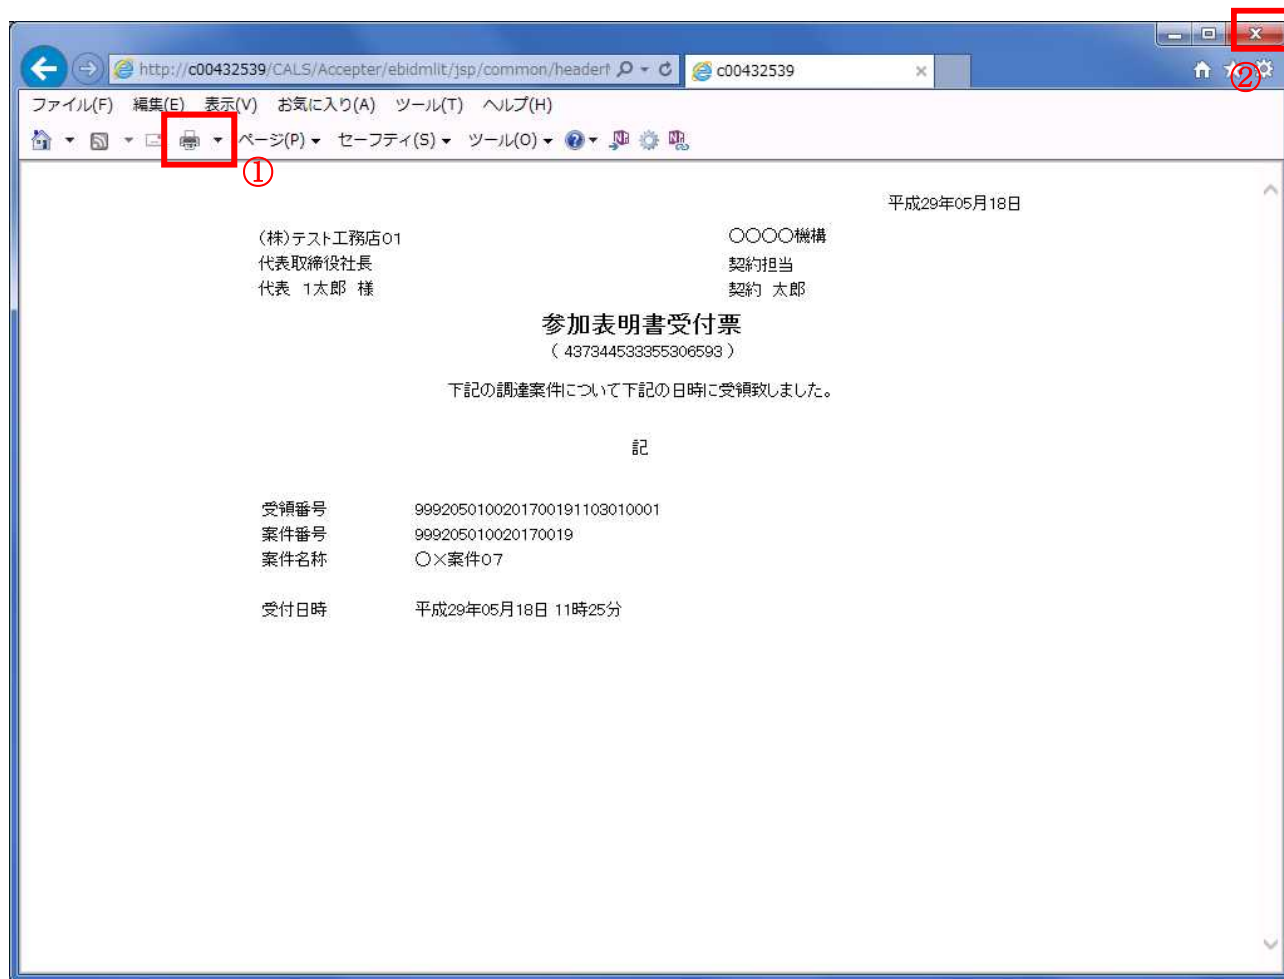 http://c00432539/CALS/Accepter/ebidmlit/jsp/common/headerf
c00432539
②
ファイル(F) 編集(E) 表示(V) お気に入り(A) ツール(T) ヘルプ(H)
ページ(P) セーフティ(S) ツール(O)
①
平成29年05月18日
(株)テスト工務店01 〇〇〇〇機構
代表取締役社長 契約担当
代表 1太郎 様 契約 太郎
参加表明書受付票
( 437344533355306593 )
下記の調達案件について下記の日時に受領致しました。
記
受領番号 9992050100201700191103010001
案件番号 999205010020170019
案件名称 〇×案件07
受付日時 平成29年05月18日 11時25分